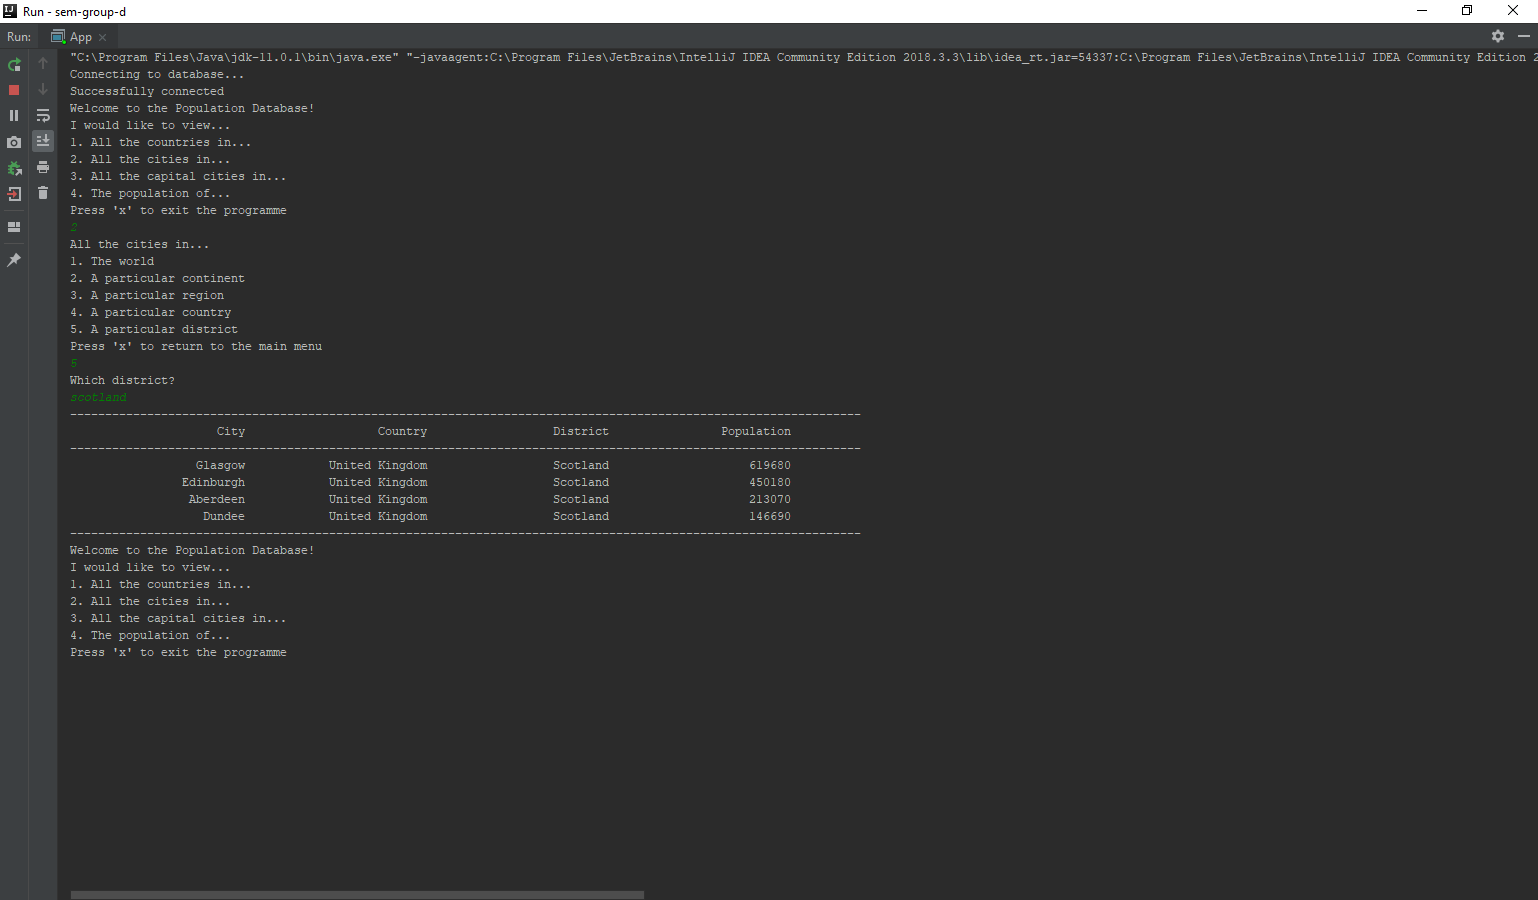 Run - sem-group-d
Run: App
"C:\Program Files\Java\jdk-11.0.1\bin\java.exe" "-javaagent:C:\Program Files\JetBrains\IntelliJ IDEA Community Edition 2018.3.3\lib\idea_rt.jar=54337:C:\Program Files\JetBrains\IntelliJ IDEA Community Edition 2
Connecting to database...
Successfully connected
Welcome to the Population Database!
I would like to view...
1. All the countries in...
2. All the cities in...
3. All the capital cities in...
4. The population of...
Press 'x' to exit the programme
2
All the cities in...
1. The world
2. A particular continent
3. A particular region
4. A particular country
5. A particular district
Press 'x' to return to the main menu
5
Which district?
scotland
-----------------------------------------------------------------------------------------------------------------
City Country District Population
-----------------------------------------------------------------------------------------------------------------
Glasgow United Kingdom Scotland 619680
Edinburgh United Kingdom Scotland 450180
Aberdeen United Kingdom Scotland 213070
Dundee United Kingdom Scotland 146690
-----------------------------------------------------------------------------------------------------------------
Welcome to the Population Database!
I would like to view...
1. All the countries in...
2. All the cities in...
3. All the capital cities in...
4. The population of...
Press 'x' to exit the programme